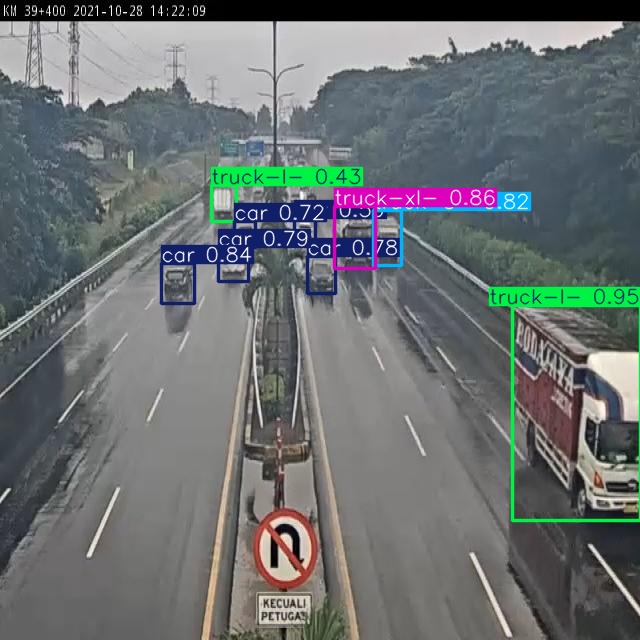 KM 39+400 2021-10-28 14:22:09
truck-l- 0.43
truck-xl- 0.86
.82
car 0.72
car 0.79
0.78
car 0.84
truck-l- 0.95
KECUALI
PETUGAS